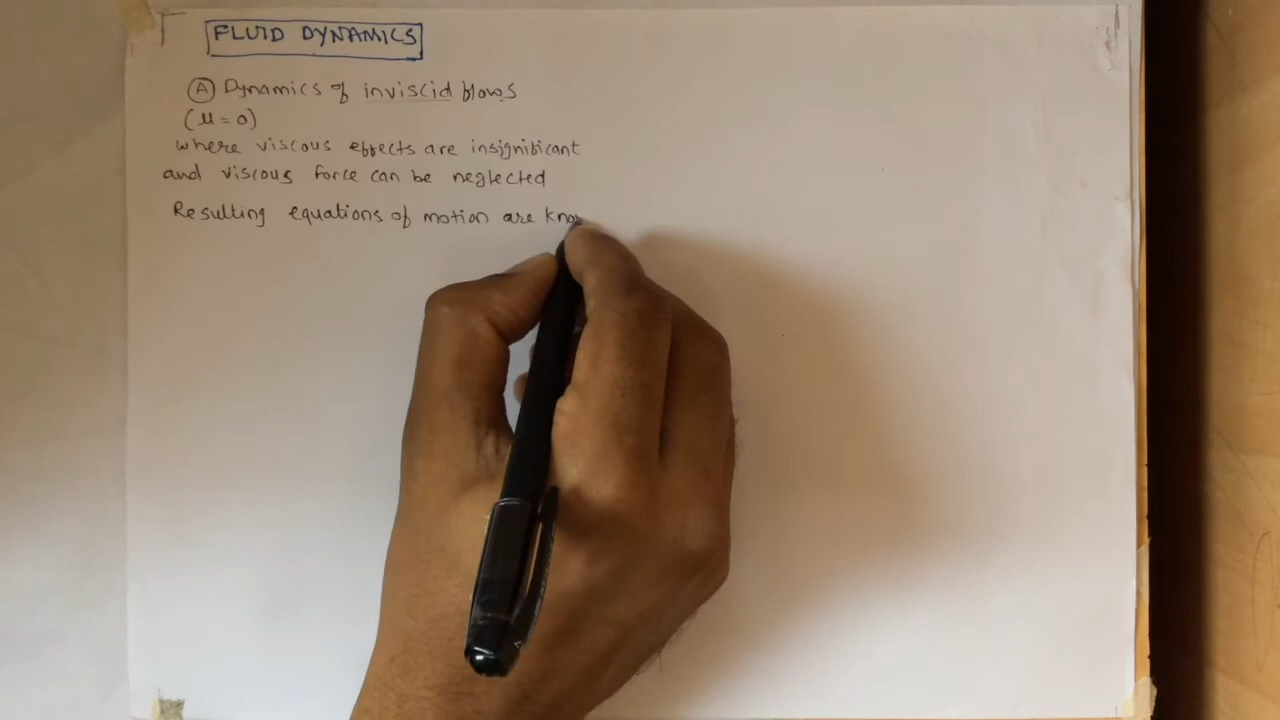 FLUID DYNAMICS
Ⓐ Dynamics of inviscid flows
(μ = 0)
where viscous effects are insignificant
and viscous force can be neglected
Resulting equations of motion are